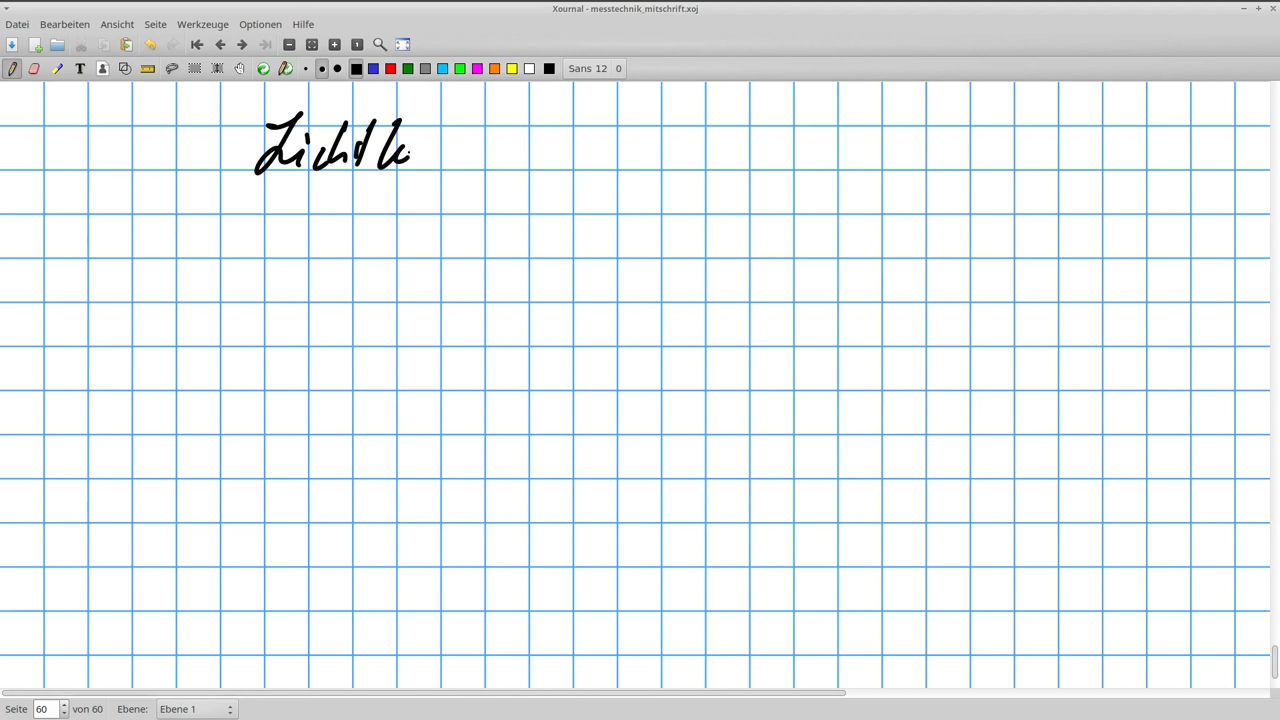 Xournal - messtechnik_mitschrift.xoj
Datei Bearbeiten Ansicht Seite Werkzeuge Optionen Hilfe
T Sans 12 0
Licht
Seite 60 von 60 Ebene: Ebene 1